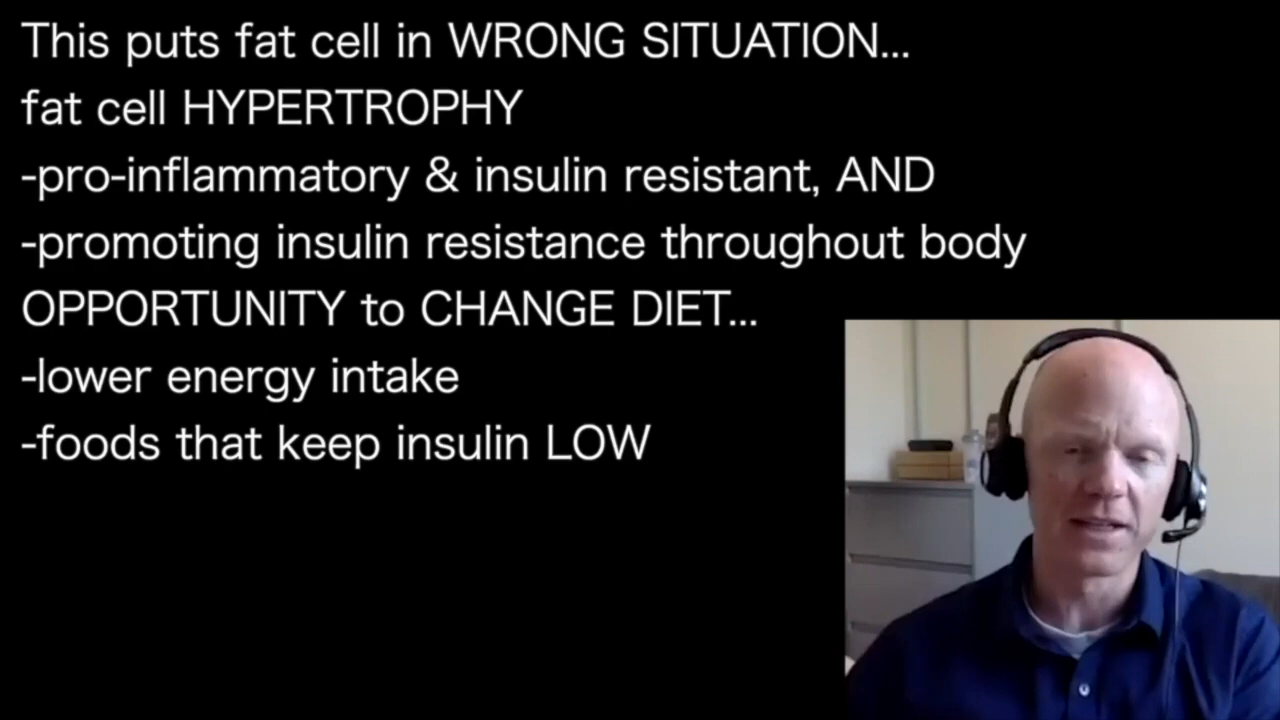 This puts fat cell in WRONG SITUATION...
fat cell HYPERTROPHY
-pro-inflammatory & insulin resistant, AND
-promoting insulin resistance throughout body
OPPORTUNITY to CHANGE DIET...
-lower energy intake
-foods that keep insulin LOW